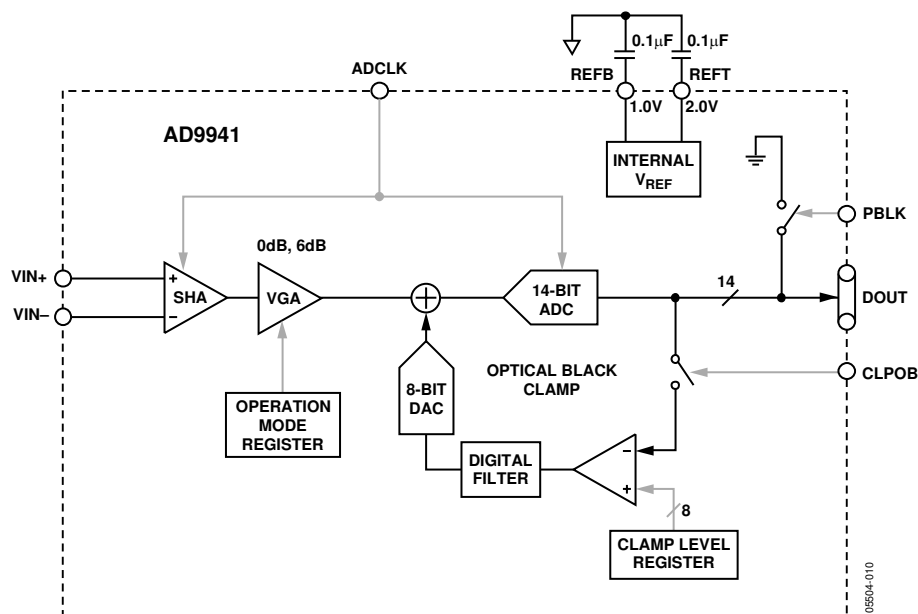 0.1μF
0.1μF
ADCLK
REFB
REFT
1.0V
2.0V
AD9941
INTERNAL
VREF
PBLK
0dB, 6dB
VIN+
VIN–
+
–
SHA
VGA
14-BIT
ADC
14
DOUT
OPTICAL BLACK
CLAMP
CLPOB
8-BIT
DAC
OPERATION
MODE
REGISTER
DIGITAL
FILTER
–
+
8
CLAMP LEVEL
REGISTER
05504-010